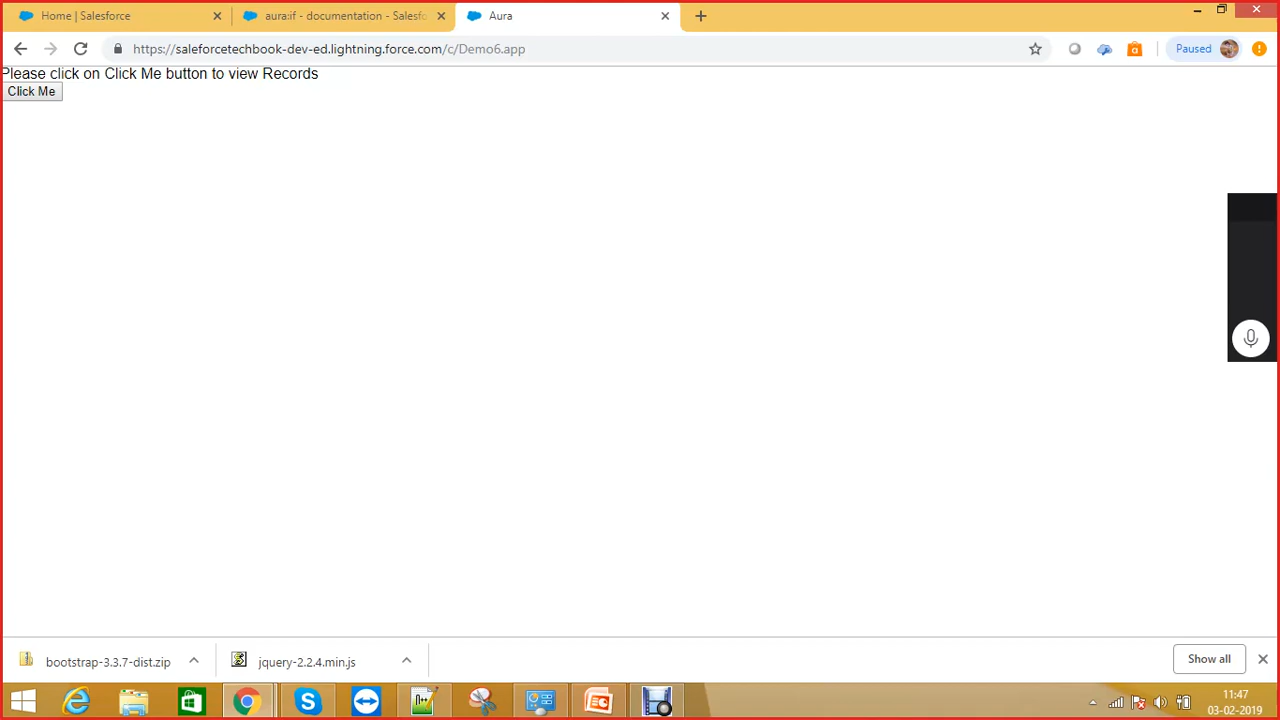 Home | Salesforce
aura:if - documentation - Salesfo
Aura
https://saleforcetechbook-dev-ed.lightning.force.com/c/Demo6.app
Paused
Please click on Click Me button to view Records
Click Me
bootstrap-3.3.7-dist.zip
jquery-2.2.4.min.js
Show all
11:47
03-02-2019